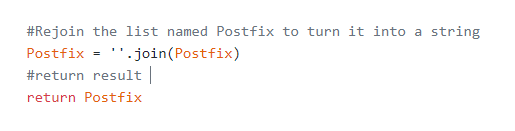 #Rejoin the list named Postfix to turn it into a string
Postfix = ''.join(Postfix)
#return result
return Postfix